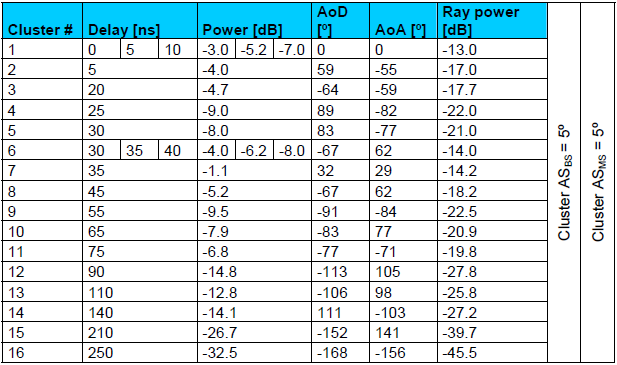 Cluster # Delay [ns] Power [dB] AoD [º] AoA [º] Ray power [dB]
1 0 5 10 -3.0 -5.2 -7.0 0 0 -13.0
2 5 -4.0 59 -55 -17.0
3 20 -4.7 -64 -59 -17.7
4 25 -9.0 89 -82 -22.0
5 30 -8.0 83 -77 -21.0
6 30 35 40 -4.0 -6.2 -8.0 -67 62 -14.0
7 35 -1.1 32 29 -14.2
8 45 -5.2 -67 62 -18.2
9 55 -9.5 -91 -84 -22.5
10 65 -7.9 -83 77 -20.9
11 75 -6.8 -77 -71 -19.8
12 90 -14.8 -113 105 -27.8
13 110 -12.8 -106 98 -25.8
14 140 -14.1 111 -103 -27.2
15 210 -26.7 -152 141 -39.7
16 250 -32.5 -168 -156 -45.5
Cluster ASBS = 5º
Cluster ASMS = 5º